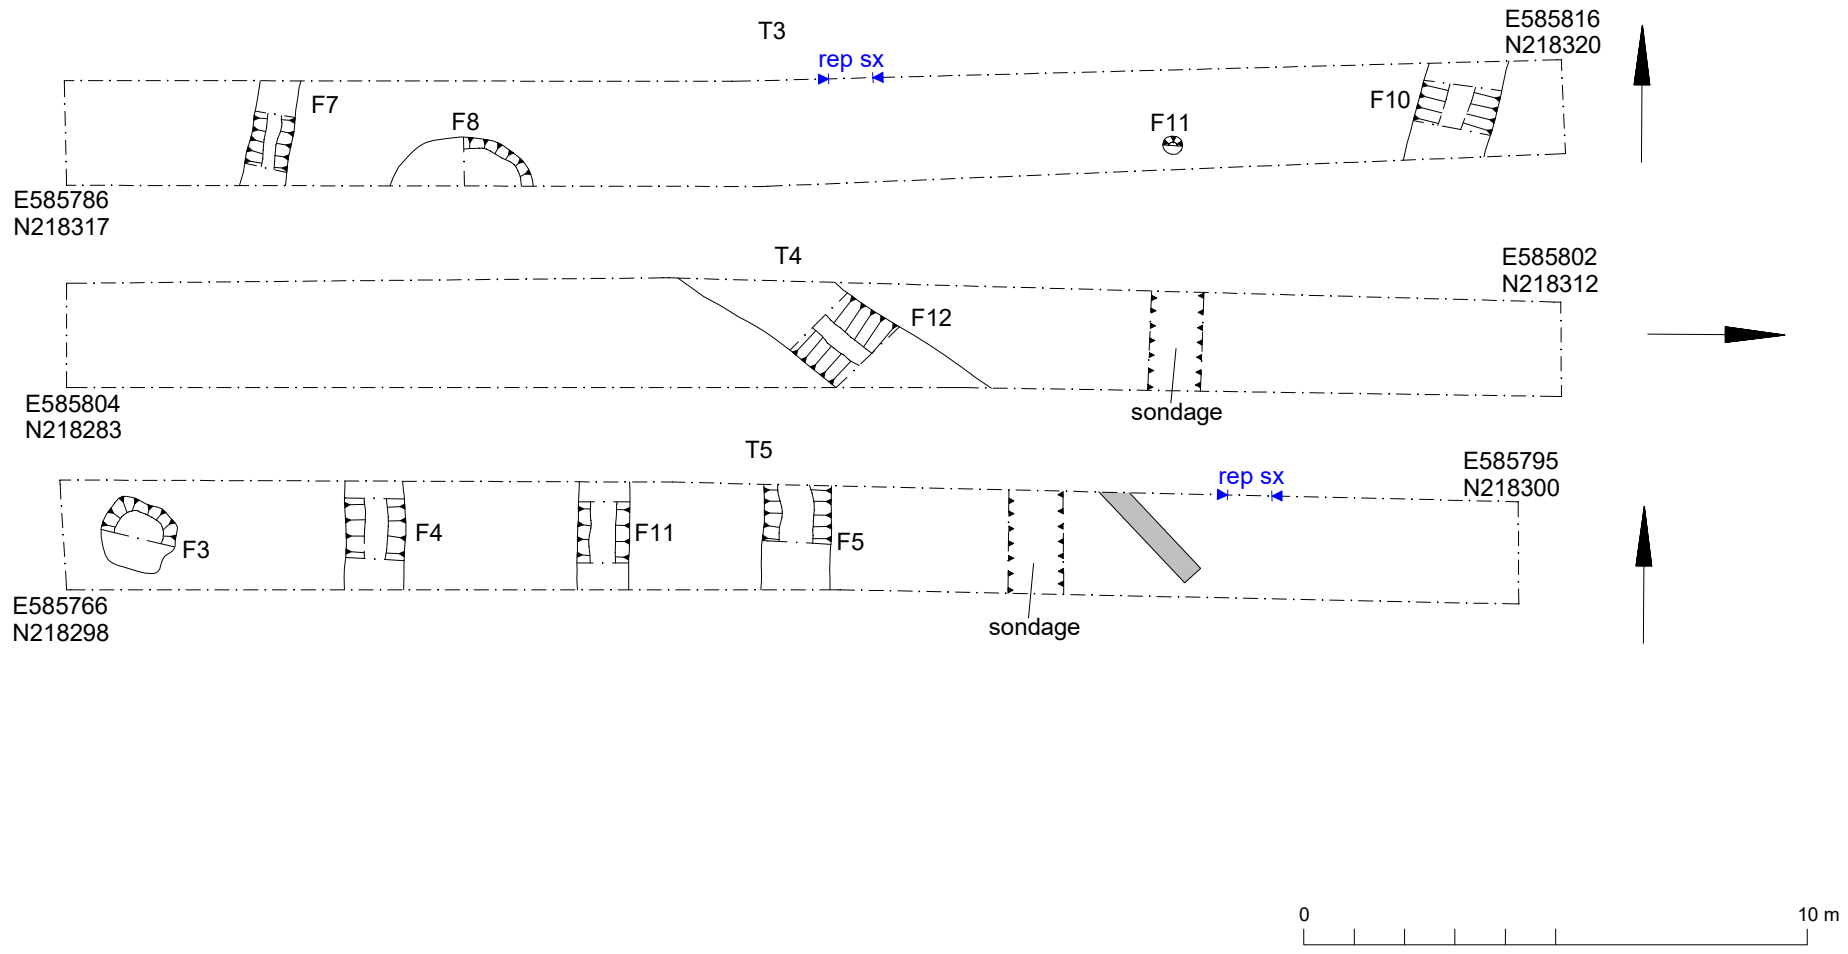 T3
E585816
N218320
rep sx
F7
F8
F11
F10
E585786
N218317
T4
E585802
N218312
F12
sondage
E585804
N218283
T5
E585795
N218300
rep sx
F3
F4
F11
F5
E585766
N218298
sondage
0 10 m